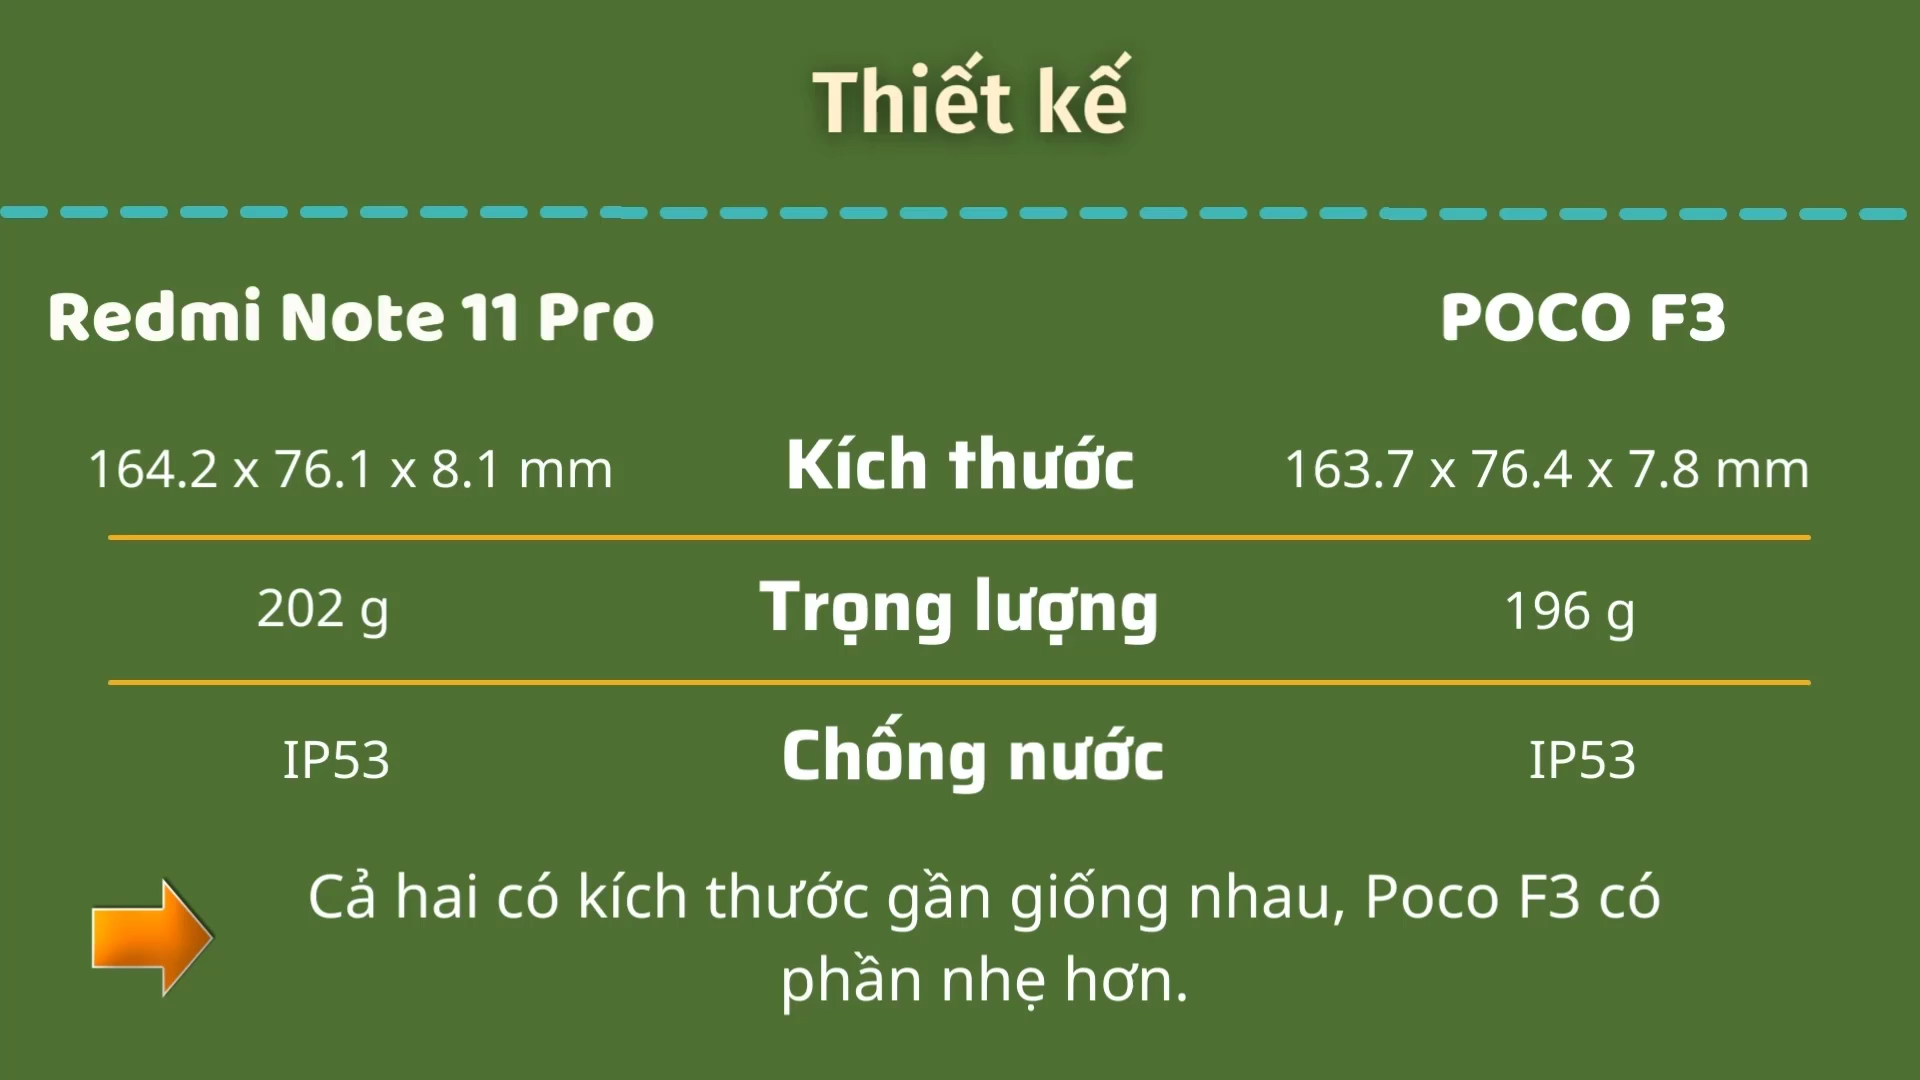 Thiết kế
Redmi Note 11 Pro
POCO F3
164.2 x 76.1 x 8.1 mm
Kích thước
163.7 x 76.4 x 7.8 mm
202 g
Trọng lượng
196 g
IP53
Chống nước
IP53
Cả hai có kích thước gần giống nhau, Poco F3 có
phần nhẹ hơn.